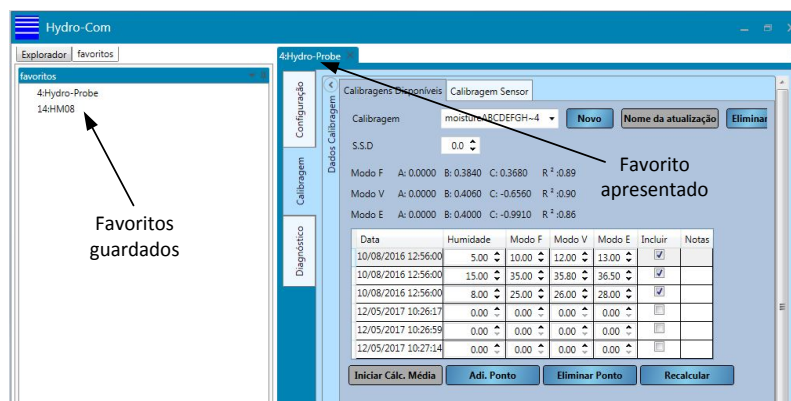 Hydro-Com
Explorador favoritos
favoritos
4:Hydro-Probe
14:HM08
Favoritos
guardados
4:Hydro-Probe
Configuração
Calibragem
Diagnóstico
Dados Calibragem
Calibragens Disponíveis Calibragem Sensor
Calibragem moistureABCDEFGH~4 Novo Nome da atualização Eliminar
S.S.D 0.0
Modo F A: 0.0000 B: 0.3840 C: 0.3680 R²:0.89
Modo V A: 0.0000 B: 0.4060 C: -0.6560 R²:0.90
Modo E A: 0.0000 B: 0.4000 C: -0.9910 R²:0.86
Favorito
apresentado
Data Humidade Modo F Modo V Modo E Incluir Notas
10/08/2016 12:56:00 5.00 10.00 12.00 13.00
10/08/2016 12:56:00 15.00 35.00 35.80 36.50
10/08/2016 12:56:00 8.00 25.00 26.00 28.00
12/05/2017 10:26:17 0.00 0.00 0.00 0.00
12/05/2017 10:26:59 0.00 0.00 0.00 0.00
12/05/2017 10:27:14 0.00 0.00 0.00 0.00
Iniciar Cálc. Média Adi. Ponto Eliminar Ponto Recalcular